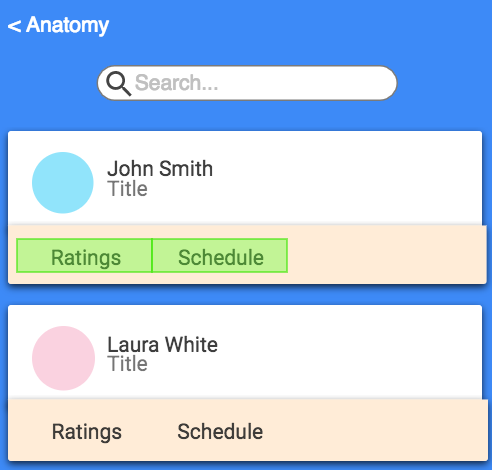 < Anatomy
Search...
John Smith
Title
Ratings Schedule
Laura White
Title
Ratings Schedule